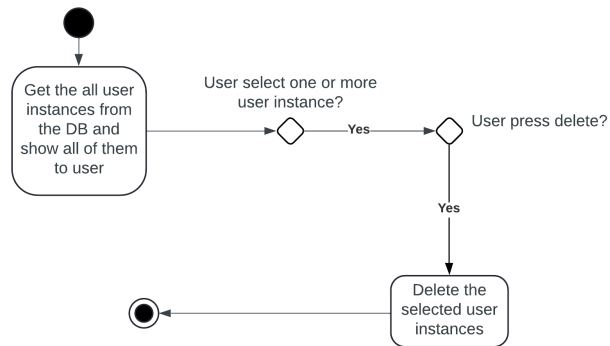 Get the all user
instances from
the DB and
show all of them
to user
User select one or more
user instance?
Yes
User press delete?
Yes
Delete the
selected user
instances